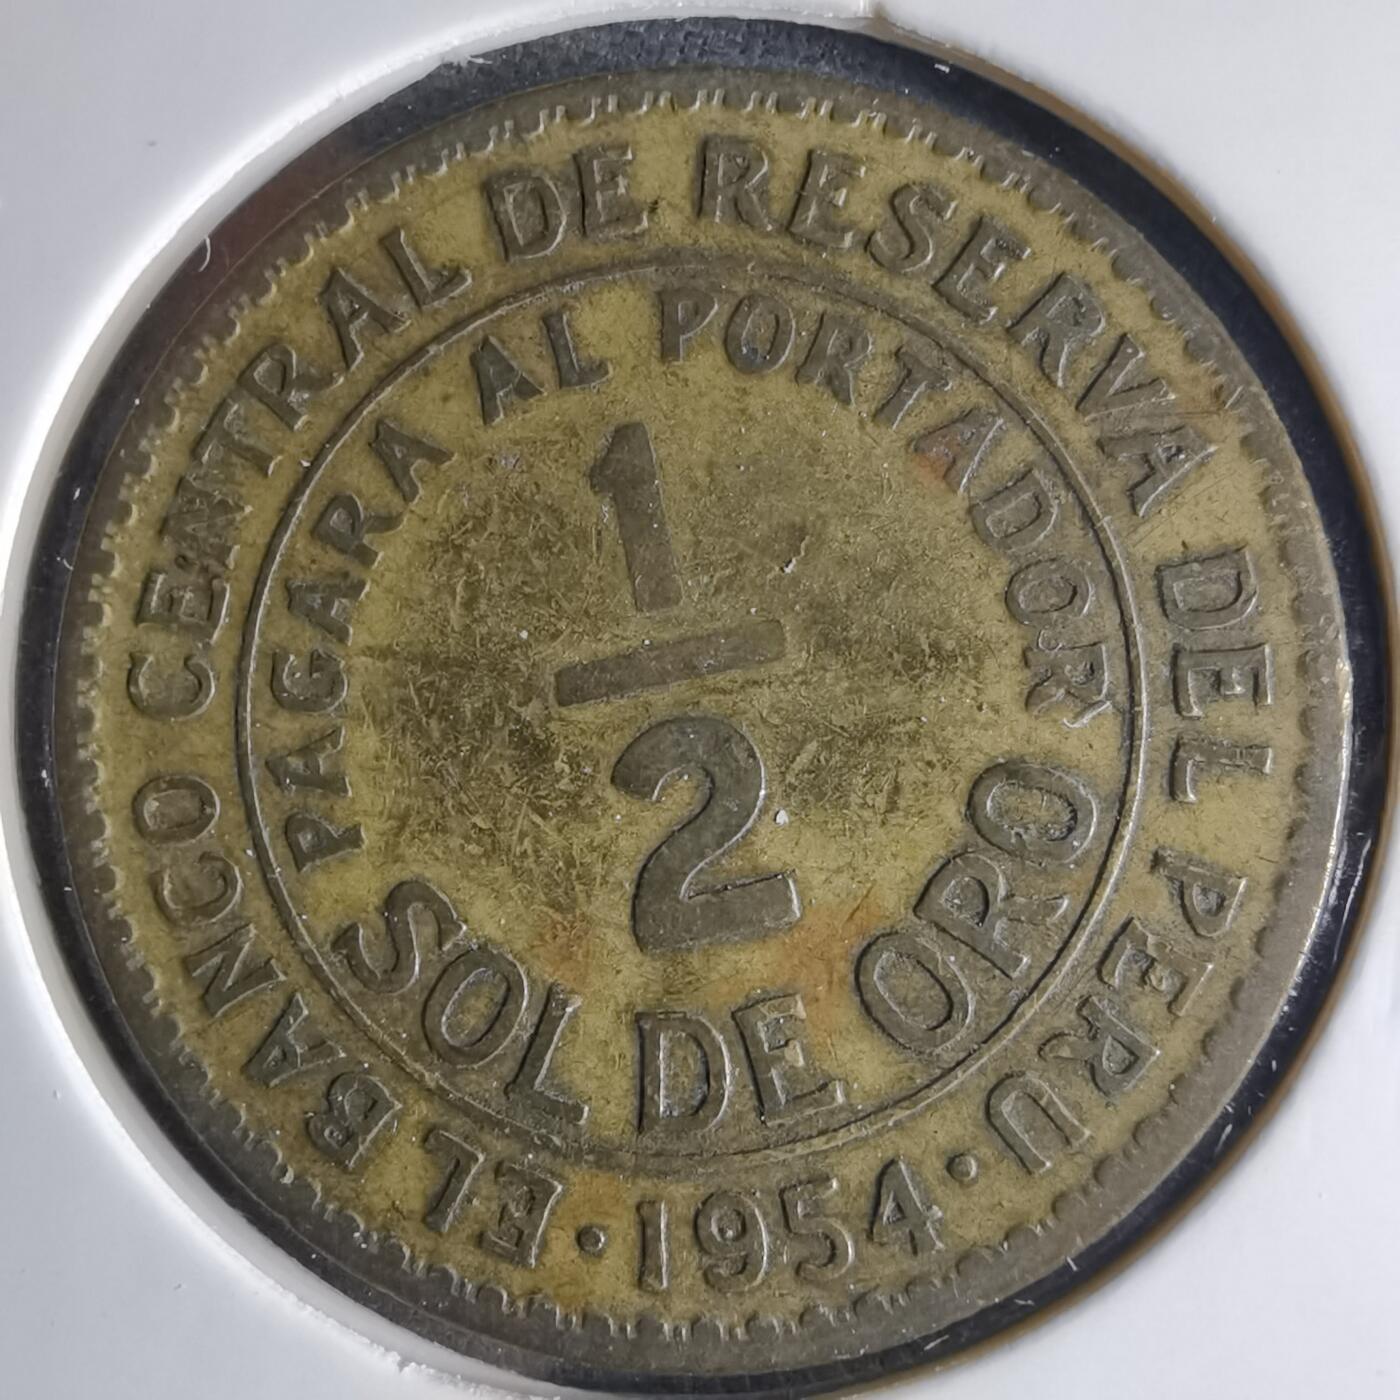 EL BANCO CENTRAL DE RESERVA DEL PERU
PAGARA AL PORTADOR
1
2
SOL DE ORO
· 1954 ·